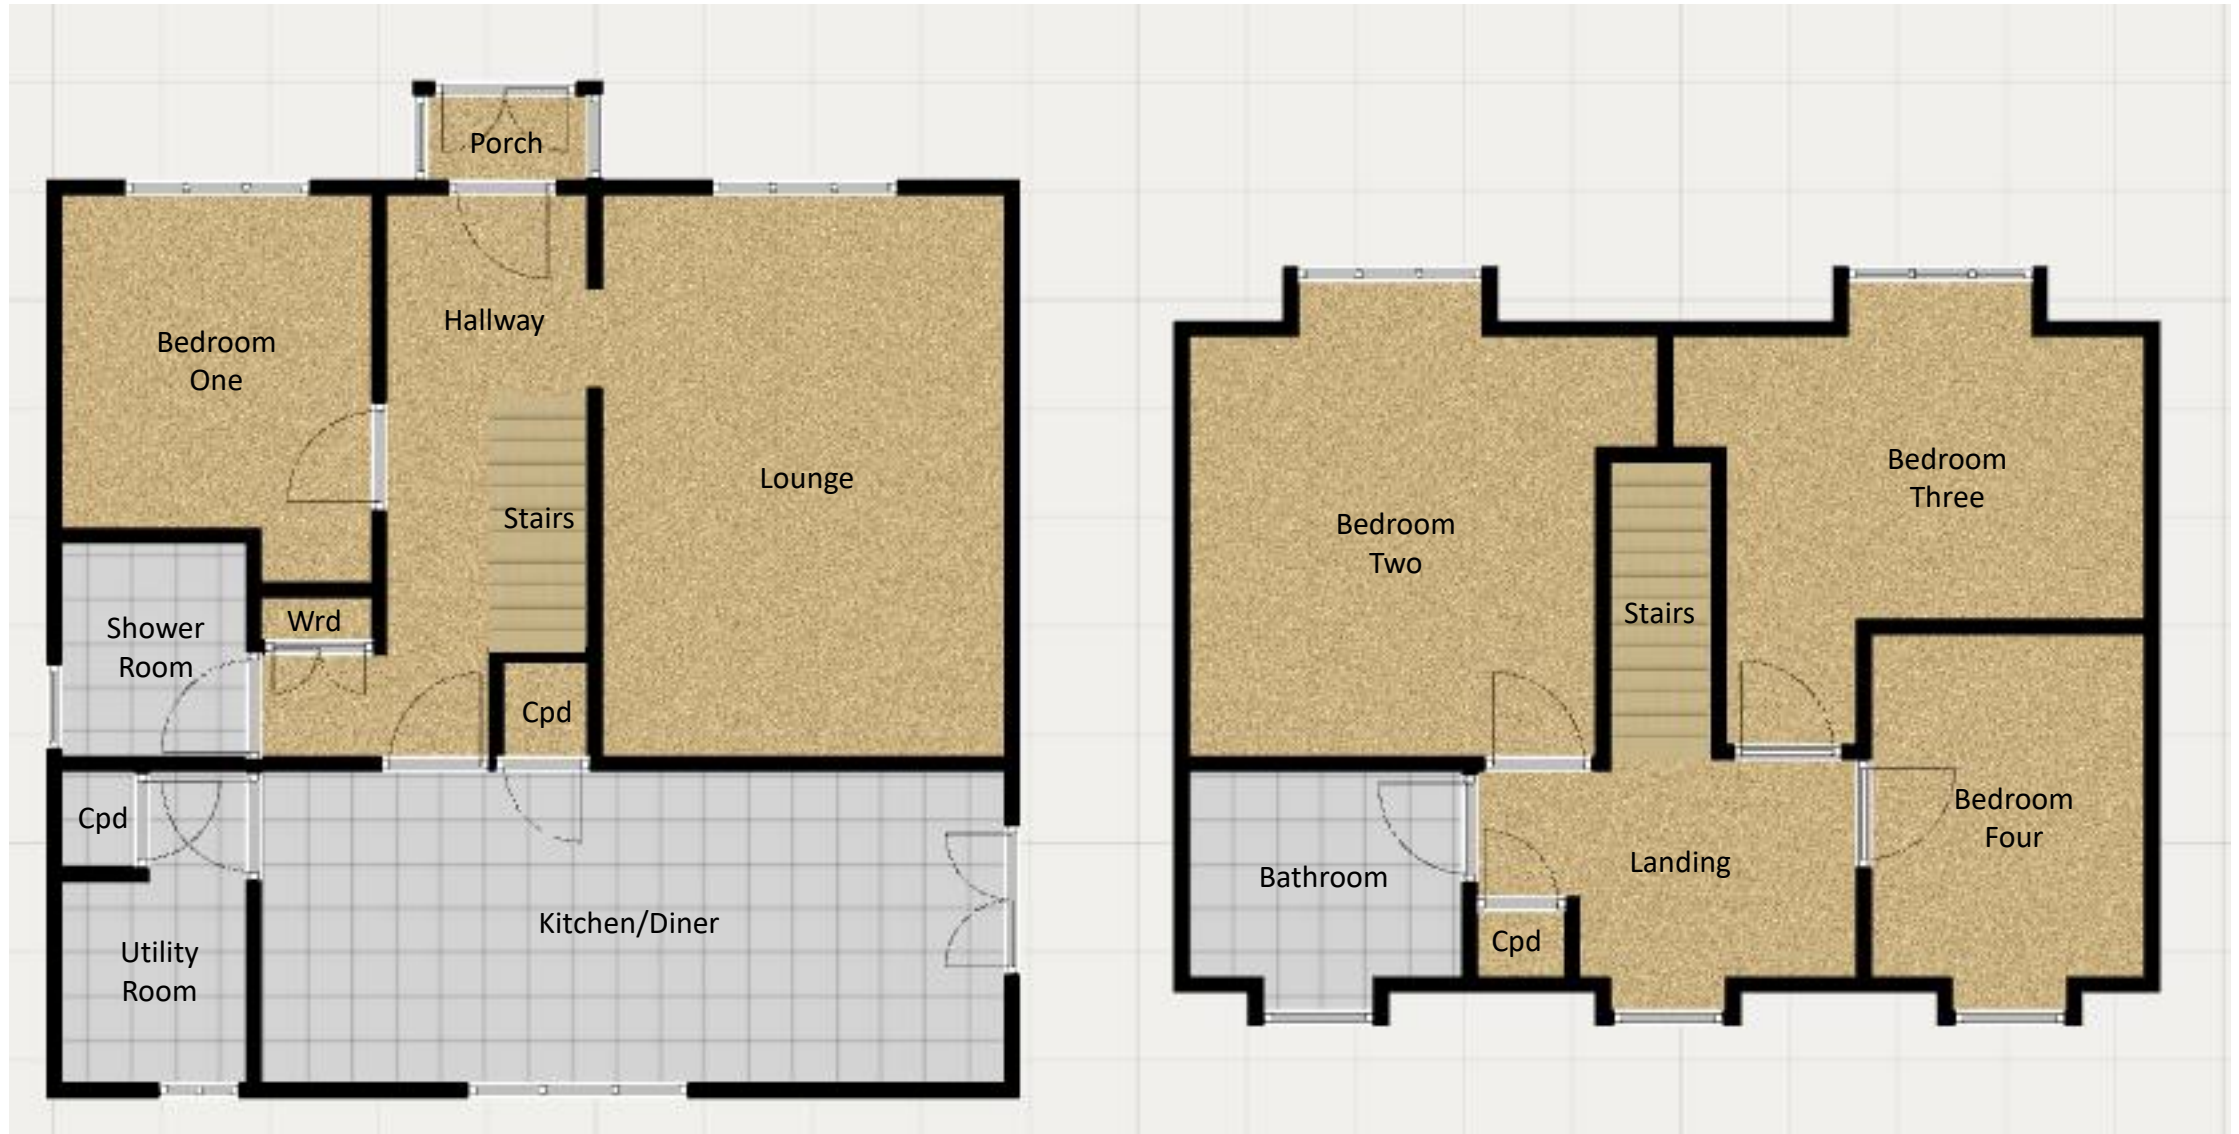 Porch
Hallway
Bedroom
One
Lounge
Stairs
Shower
Room
Wrd
Cpd
Cpd
Kitchen/Diner
Utility
Room
Bedroom
Three
Bedroom
Two
Stairs
Bedroom
Four
Landing
Bathroom
Cpd